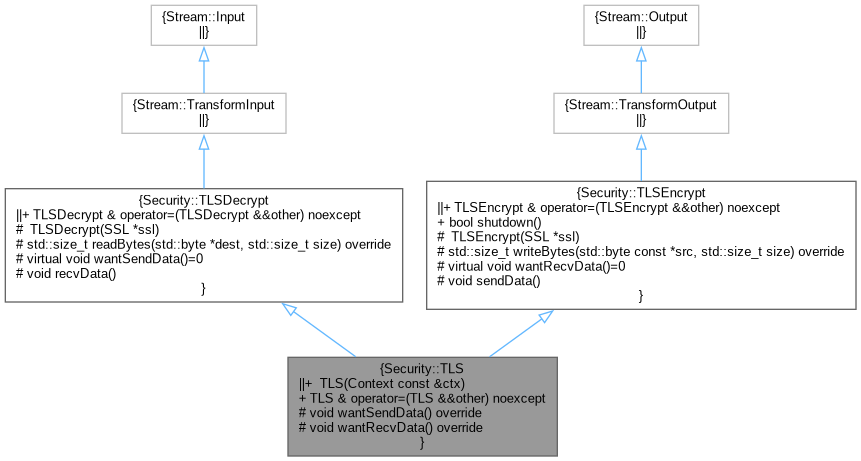 {Stream::Input
||}
{Stream::Output
||}
{Stream::TransformInput
||}
{Stream::TransformOutput
||}
{Security::TLSDecrypt
||+ TLSDecrypt & operator=(TLSDecrypt &&other) noexcept
#  TLSDecrypt(SSL *ssl)
# std::size_t readBytes(std::byte *dest, std::size_t size) override
# virtual void wantSendData()=0
# void recvData()
}
{Security::TLSEncrypt
||+ TLSEncrypt & operator=(TLSEncrypt &&other) noexcept
+ bool shutdown()
#  TLSEncrypt(SSL *ssl)
# std::size_t writeBytes(std::byte const *src, std::size_t size) override
# virtual void wantRecvData()=0
# void sendData()
}
{Security::TLS
||+  TLS(Context const &ctx)
+ TLS & operator=(TLS &&other) noexcept
# void wantSendData() override
# void wantRecvData() override
}